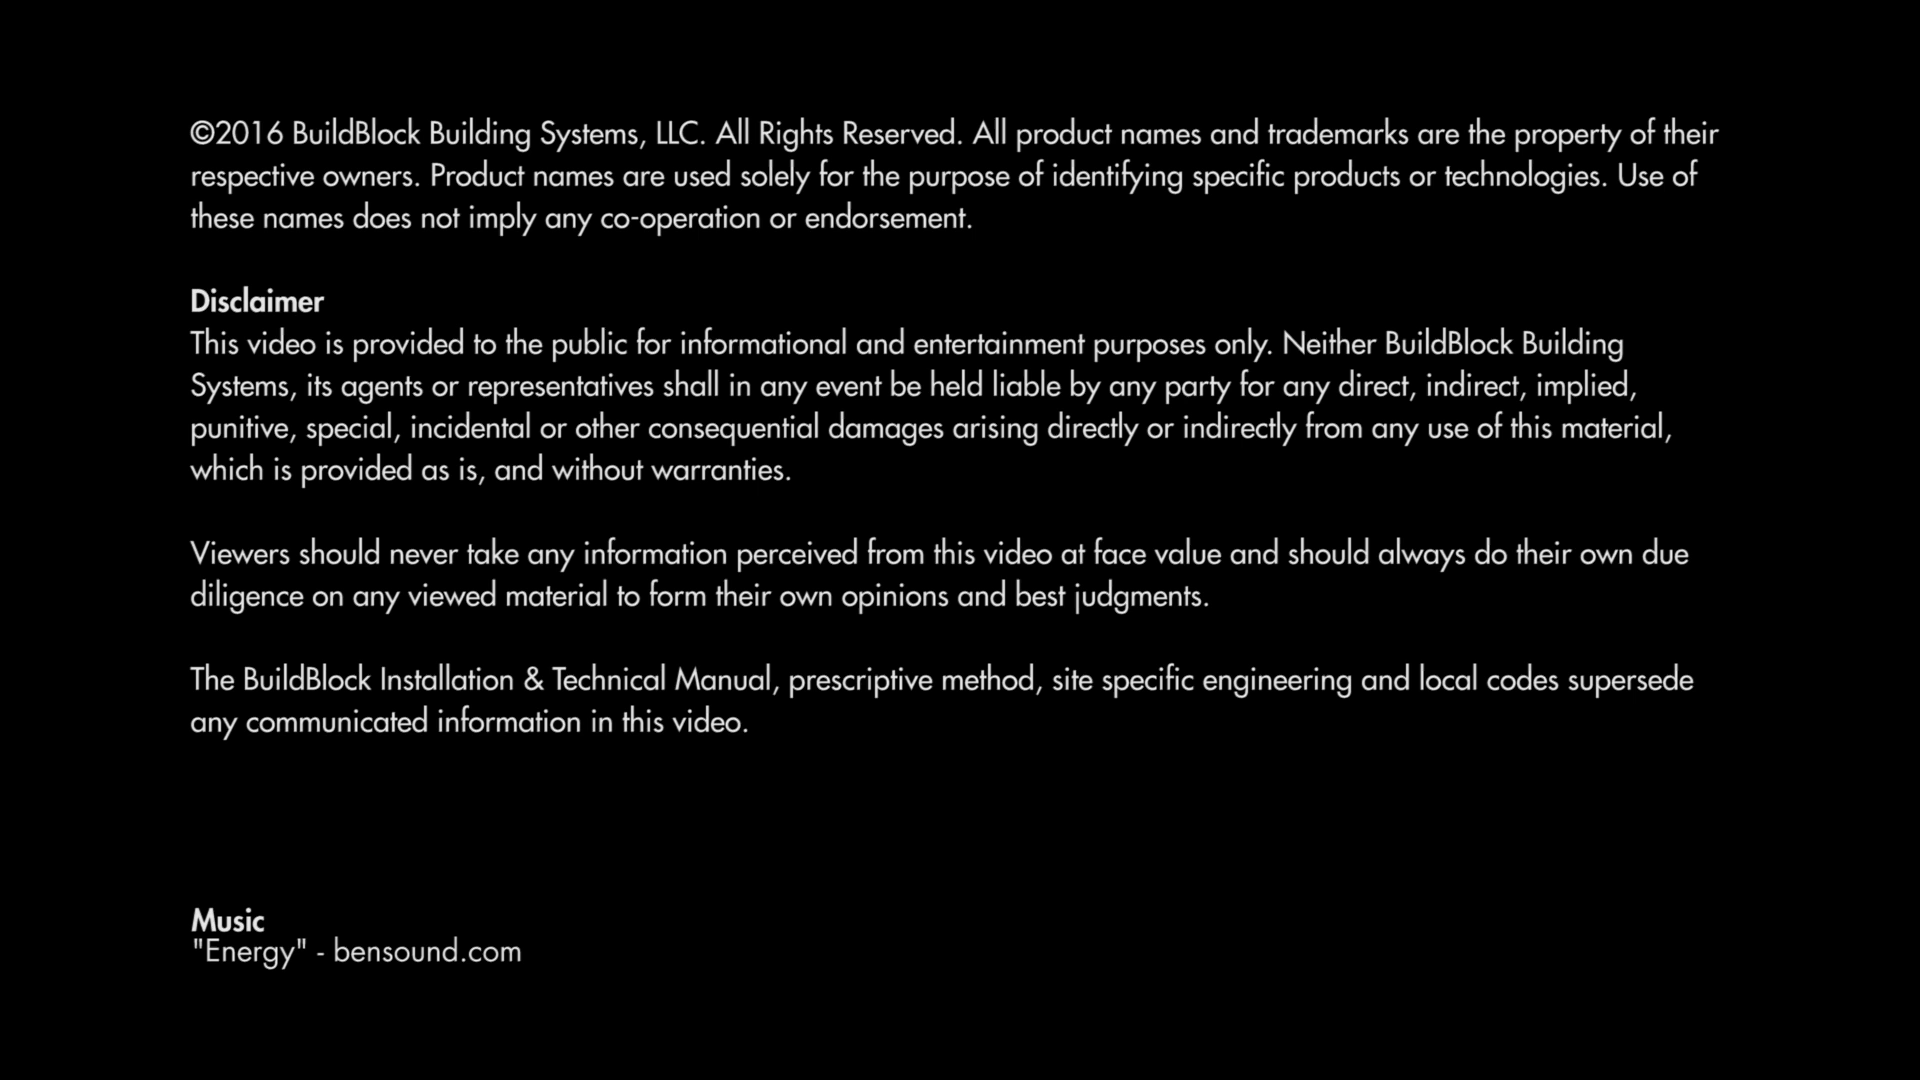 ©2016 BuildBlock Building Systems, LLC. All Rights Reserved. All product names and trademarks are the property of their
respective owners. Product names are used solely for the purpose of identifying specific products or technologies. Use of
these names does not imply any co-operation or endorsement.
Disclaimer
This video is provided to the public for informational and entertainment purposes only. Neither BuildBlock Building
Systems, its agents or representatives shall in any event be held liable by any party for any direct, indirect, implied,
punitive, special, incidental or other consequential damages arising directly or indirectly from any use of this material,
which is provided as is, and without warranties.
Viewers should never take any information perceived from this video at face value and should always do their own due
diligence on any viewed material to form their own opinions and best judgments.
The BuildBlock Installation & Technical Manual, prescriptive method, site specific engineering and local codes supersede
any communicated information in this video.
Music
"Energy" - bensound.com